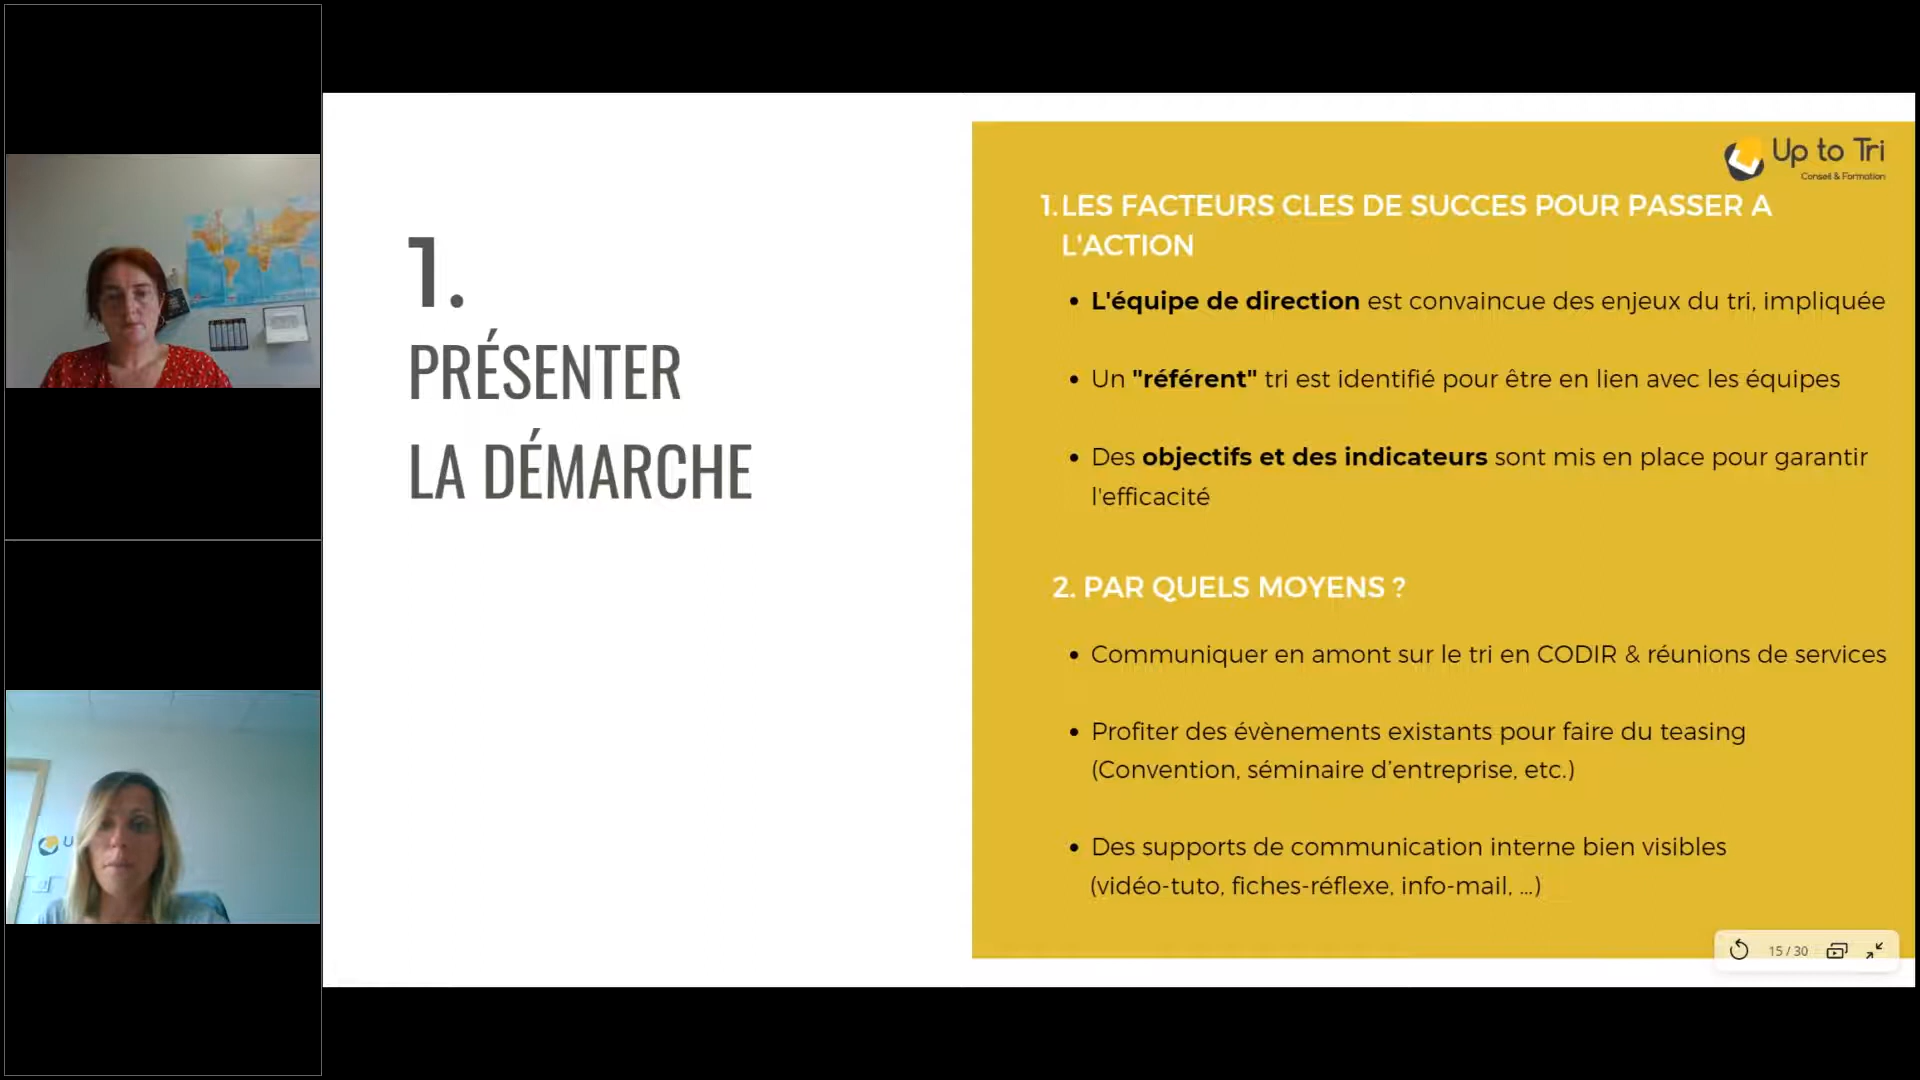 1.
PRÉSENTER
LA DÉMARCHE
Up to Tri
Conseil & Formation
1. LES FACTEURS CLES DE SUCCES POUR PASSER A
L'ACTION
• L'équipe de direction est convaincue des enjeux du tri, impliquée
• Un "référent" tri est identifié pour être en lien avec les équipes
• Des objectifs et des indicateurs sont mis en place pour garantir
l'efficacité
2. PAR QUELS MOYENS ?
• Communiquer en amont sur le tri en CODIR & réunions de services
• Profiter des évènements existants pour faire du teasing
(Convention, séminaire d’entreprise, etc.)
• Des supports de communication interne bien visibles
(vidéo-tuto, fiches-réflexe, info-mail, ...)
15 / 30
U